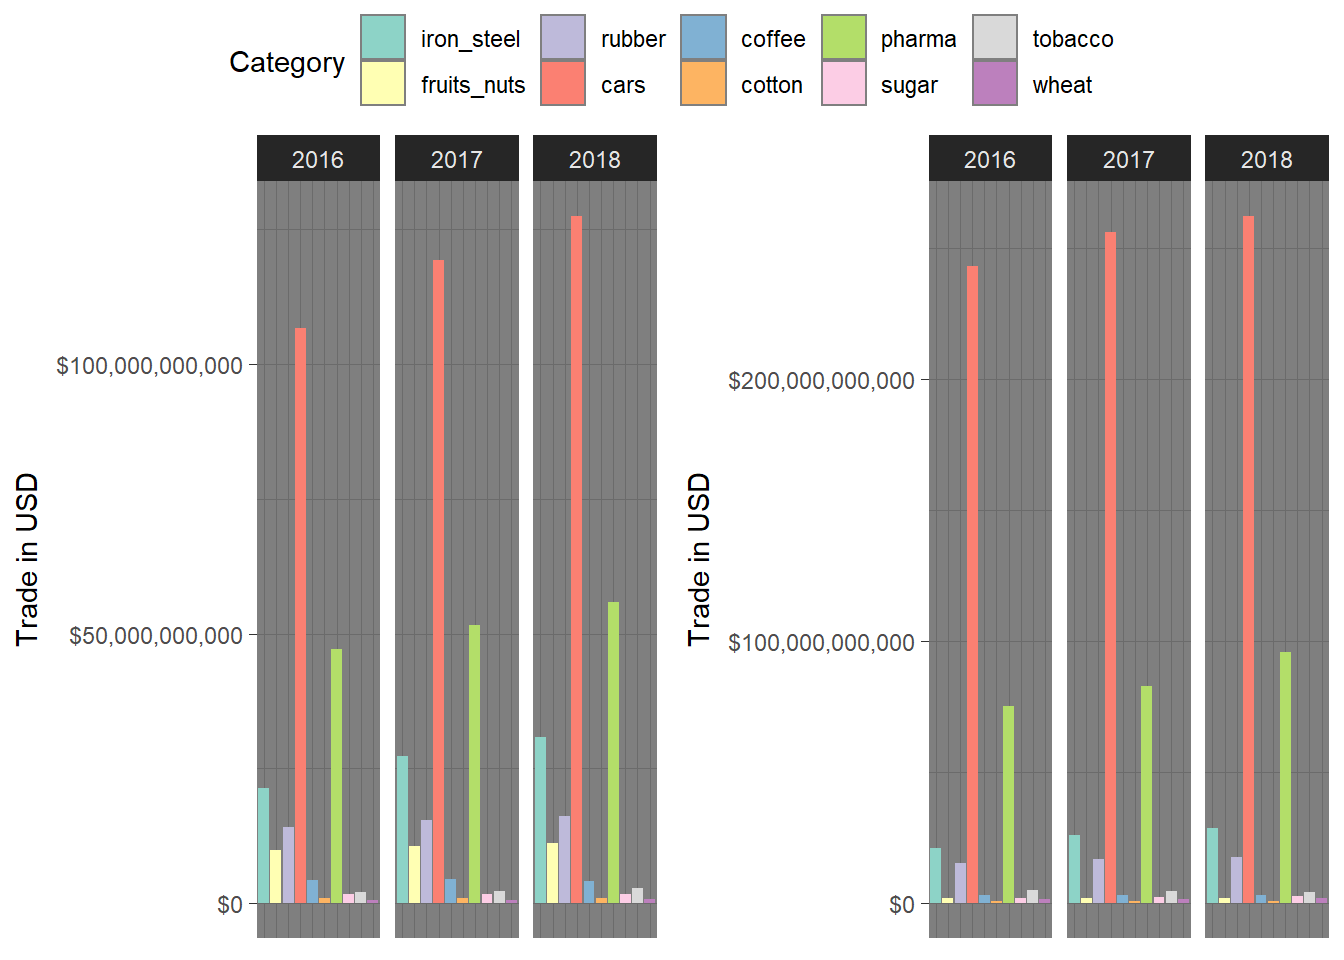 Category
iron_steel rubber coffee pharma tobacco
fruits_nuts cars cotton sugar wheat
2016 2017 2018
$100,000,000,000
$50,000,000,000
$0
Trade in USD
2016 2017 2018
$200,000,000,000
$100,000,000,000
$0
Trade in USD